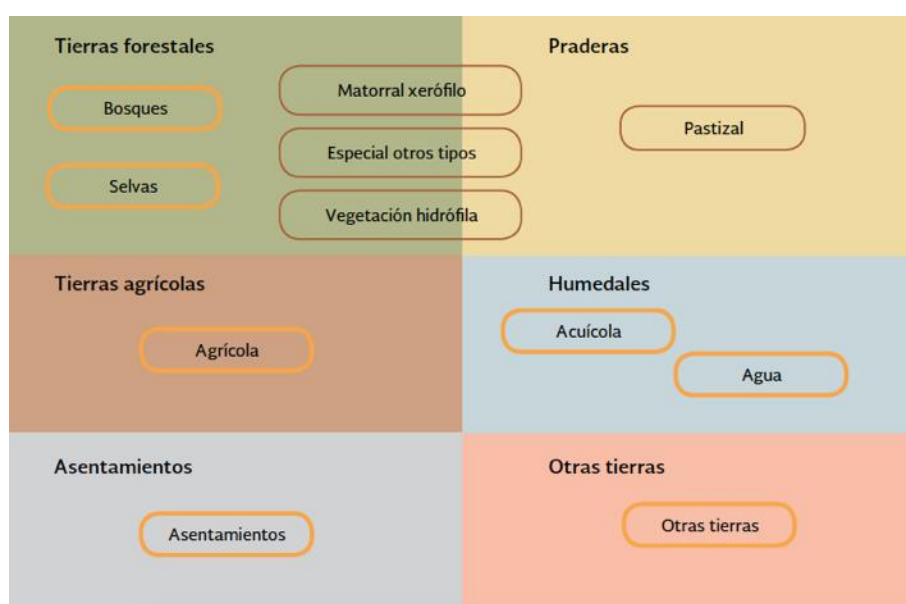 Tierras forestales
Bosques
Selvas
Matorral xerófilo
Especial otros tipos
Vegetación hidrófila
Praderas
Pastizal
Tierras agrícolas
Agrícola
Humedales
Acuícola
Agua
Asentamientos
Asentamientos
Otras tierras
Otras tierras